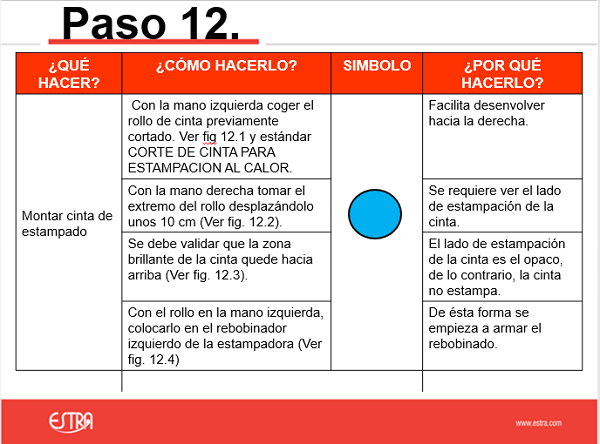 Paso 12.
¿QUÉ
HACER?
¿CÓMO HACERLO?
SIMBOLO
¿POR QUÉ
HACERLO?
Montar cinta de
estampado
Con la mano izquierda coger el
rollo de cinta previamente
cortado. Ver fig 12.1 y estándar
CORTE DE CINTA PARA
ESTAMPACION AL CALOR.
Facilita desenvolver
hacia la derecha.
Con la mano derecha tomar el
extremo del rollo desplazándolo
unos 10 cm (Ver fig. 12.2).
Se requiere ver el lado
de estampación de la
cinta.
Se debe validar que la zona
brillante de la cinta quede hacia
arriba (Ver fig. 12.3).
El lado de estampación
de la cinta es el opaco,
de lo contrario, la cinta
no estampa.
Con el rollo en la mano izquierda,
colocarlo en el rebobinador
izquierdo de la estampadora (Ver
fig. 12.4)
De ésta forma se
empieza a armar el
rebobinado.
ESTRA
www.estra.com